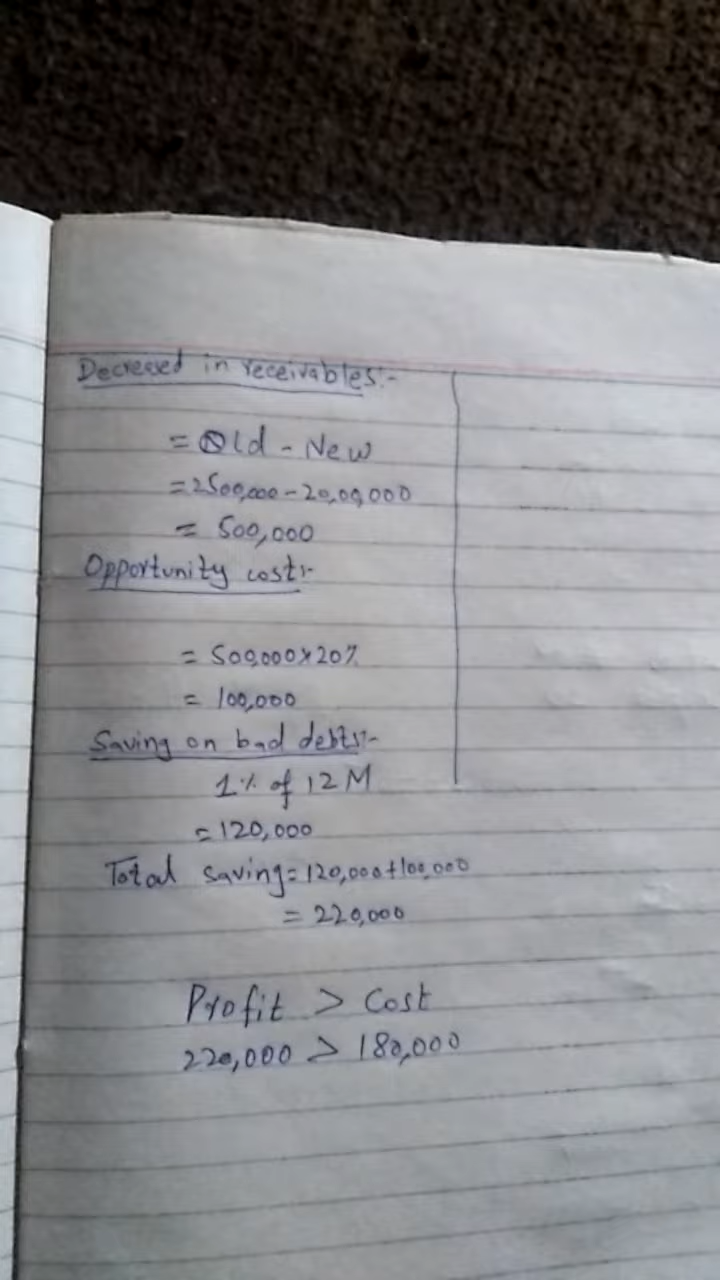 Decreesed in receivables:-
= Old - New
= 2500,000 - 20,00,000
= 500,000
Opportunity cost:-
= 500,000 x 20%
= 100,000
Saving on bad debts:-
1% of 12 M
= 120,000
Total saving = 120,000 + 100,000
= 220,000
Profit > Cost
220,000 > 180,000